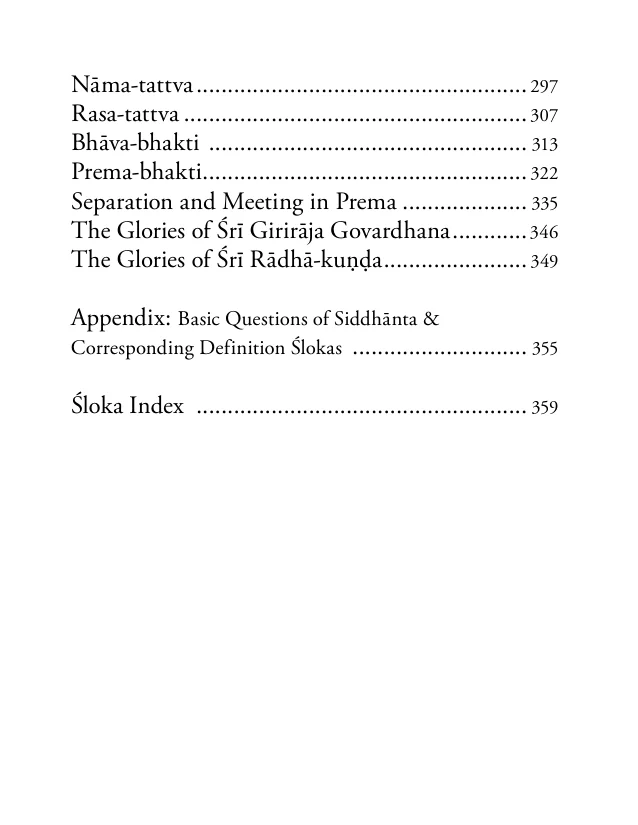 Nāma-tattva ...................................................... 297
Rasa-tattva ........................................................ 307
Bhāva-bhakti .................................................... 313
Prema-bhakti..................................................... 322
Separation and Meeting in Prema .................... 335
The Glories of Śrī Girirāja Govardhana............ 346
The Glories of Śrī Rādhā-kuṇḍa....................... 349
Appendix: Basic Questions of Siddhānta &
Corresponding Definition Ślokas ............................ 355
Śloka Index ...................................................... 359